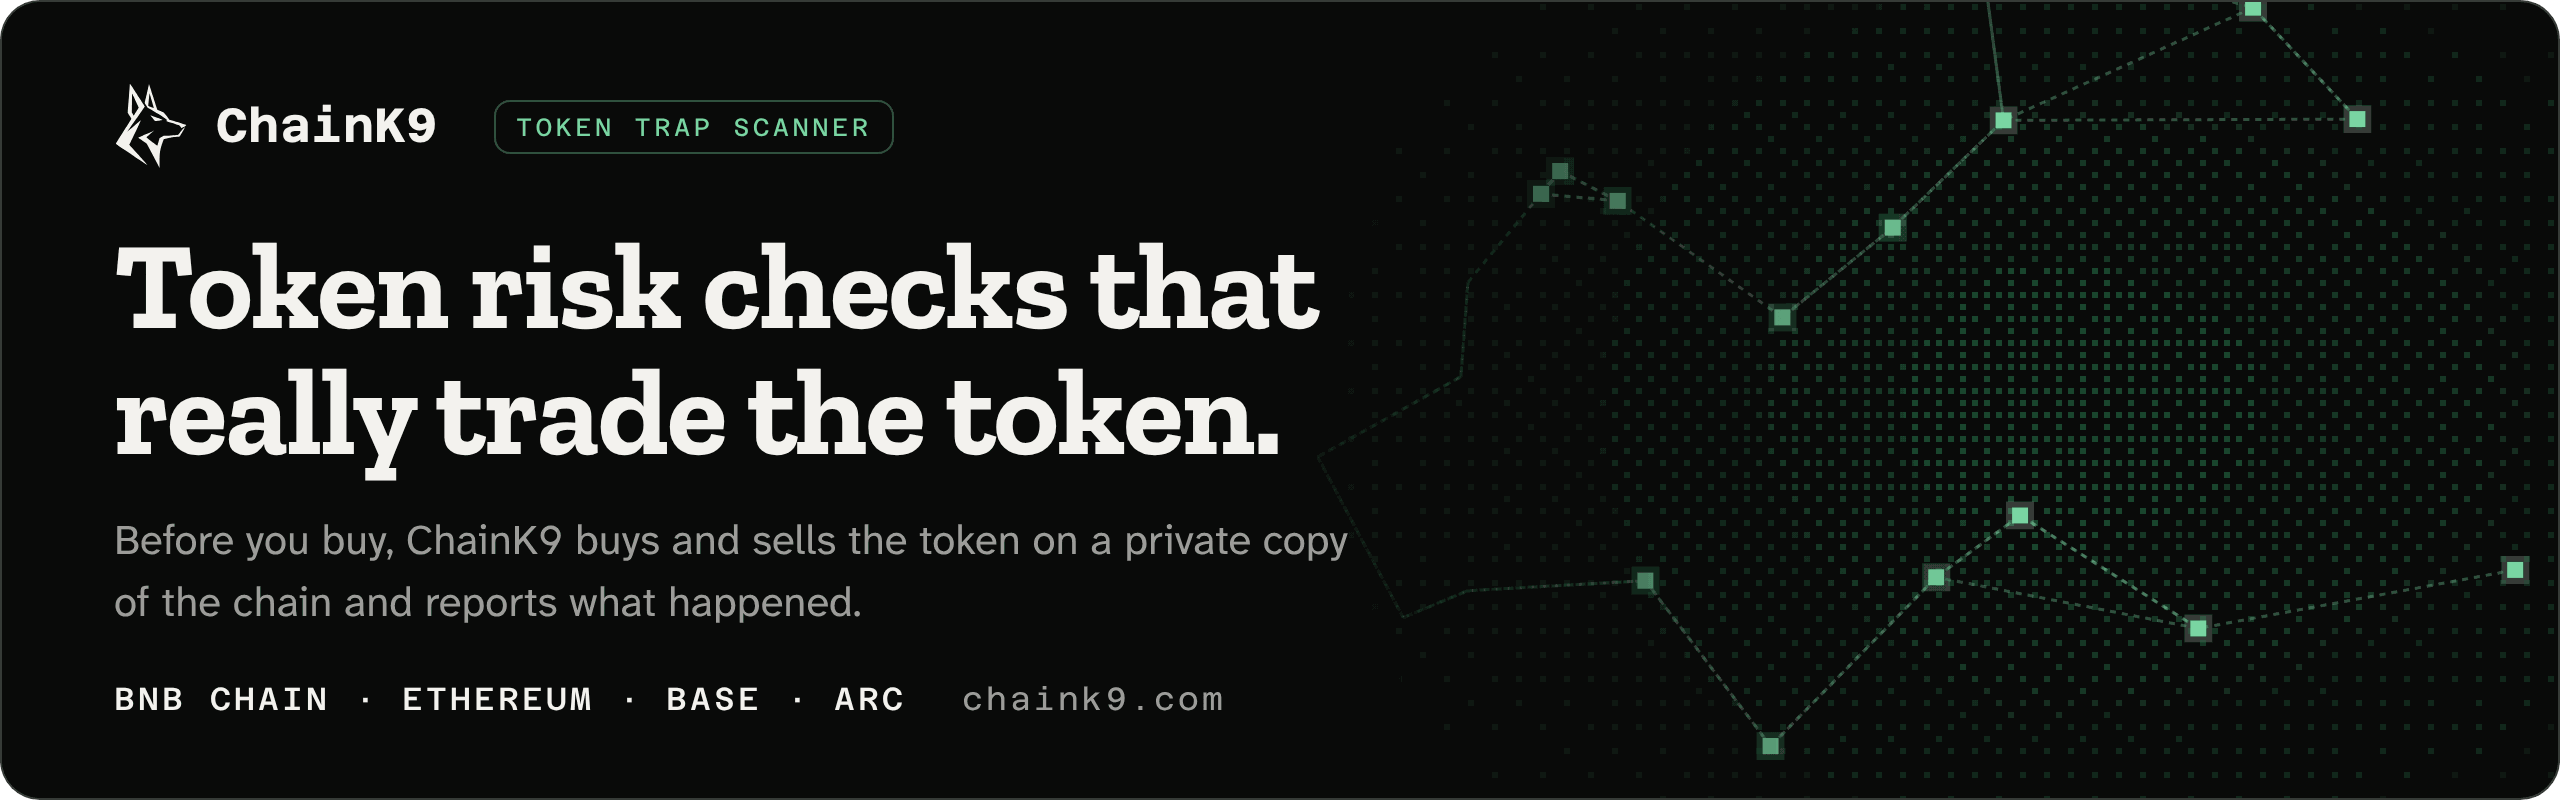 ChainK9
TOKEN TRAP SCANNER
Token risk checks that
really trade the token.
Before you buy, ChainK9 buys and sells the token on a private copy
of the chain and reports what happened.
BNB CHAIN · ETHEREUM · BASE · ARC chaink9.com